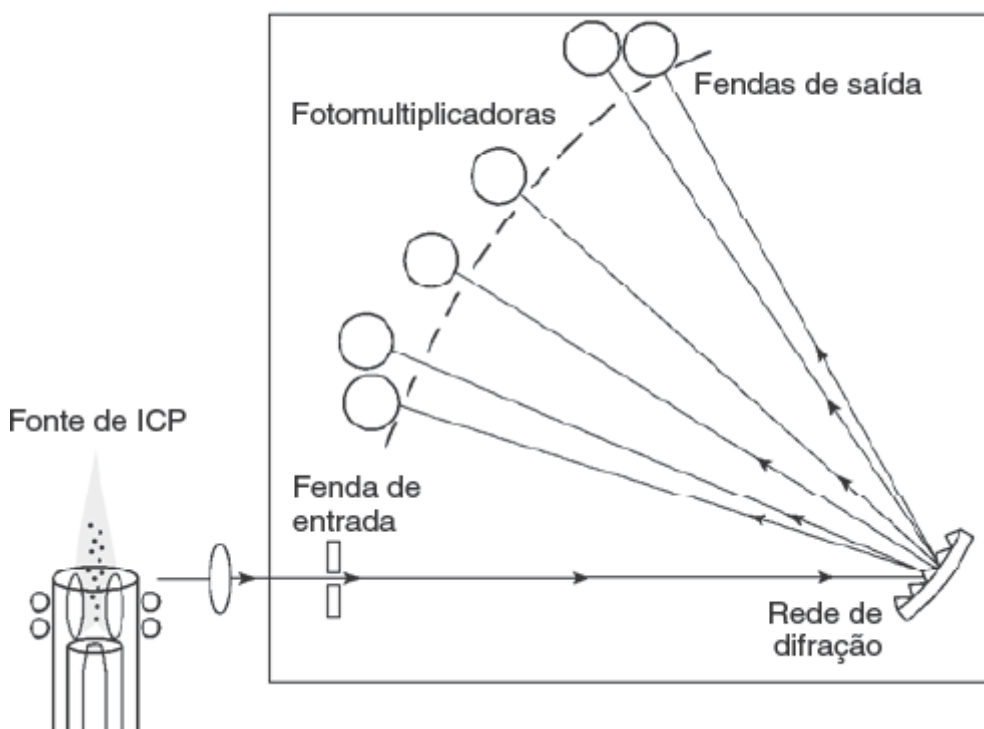 Fendas de saída
Fotomultiplicadoras
Fonte de ICP
Fenda de
entrada
Rede de
difração